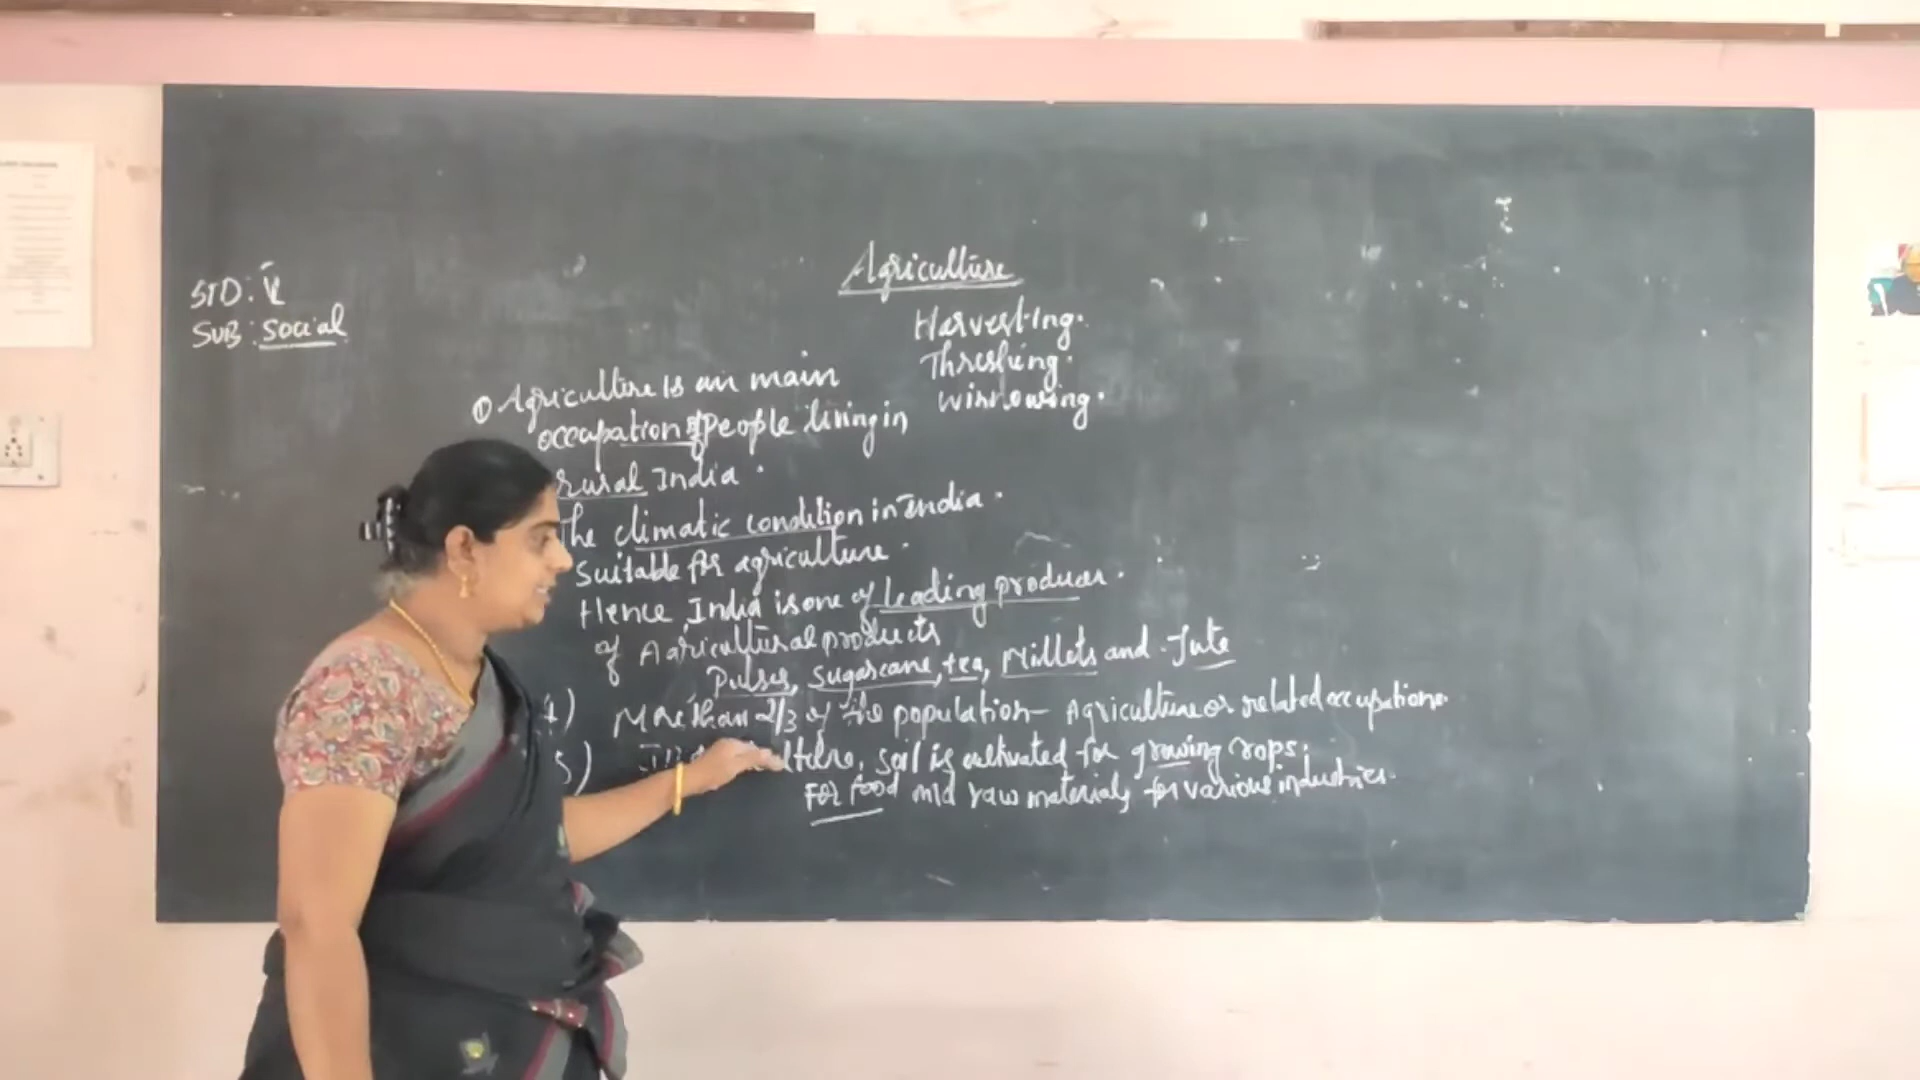 Agriculture
STD: V
SUB: Social
Harvesting.
Threshing.
Winnowing.
① Agriculture is an main
occupation of People living in
rural India.
The climatic condition in India.
Suitable for agriculture.
Hence, India is one of leading producer.
of Agricultural products
Pulses, Sugarcane, tea, Millets and Jute
4) More than 2/3 of the population - Agriculture or related occupation.
5) culture, Soil is cultivated for growing crops.
For food and raw materials for various industries.